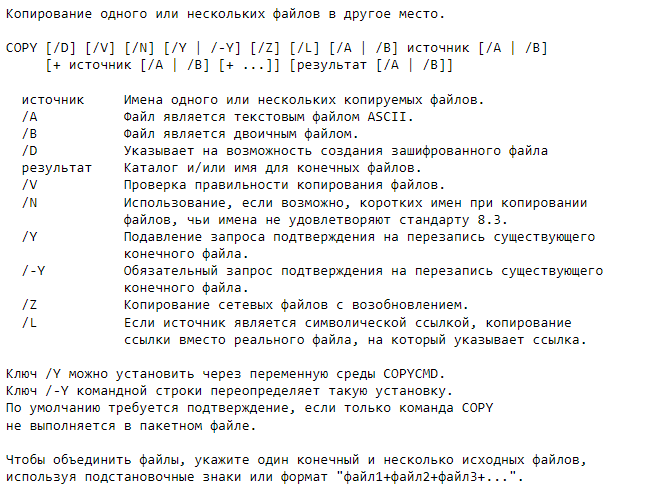 Копирование одного или нескольких файлов в другое место.
COPY [/D] [/V] [/N] [/Y | /-Y] [/Z] [/L] [/A | /B] источник [/A | /B]
[+ источник [/A | /B] [+ ...]] [результат [/A | /B]]
источник Имена одного или нескольких копируемых файлов.
/A Файл является текстовым файлом ASCII.
/B Файл является двоичным файлом.
/D Указывает на возможность создания зашифрованного файла
результат Каталог и/или имя для конечных файлов.
/V Проверка правильности копирования файлов.
/N Использование, если возможно, коротких имен при копировании
файлов, чьи имена не удовлетворяют стандарту 8.3.
/Y Подавление запроса подтверждения на перезапись существующего
конечного файла.
/-Y Обязательный запрос подтверждения на перезапись существующего
конечного файла.
/Z Копирование сетевых файлов с возобновлением.
/L Если источник является символической ссылкой, копирование
ссылки вместо реального файла, на который указывает ссылка.
Ключ /Y можно установить через переменную среды COPYCMD.
Ключ /-Y командной строки переопределяет такую установку.
По умолчанию требуется подтверждение, если только команда COPY
не выполняется в пакетном файле.
Чтобы объединить файлы, укажите один конечный и несколько исходных файлов,
используя подстановочные знаки или формат "файл1+файл2+файл3+...".